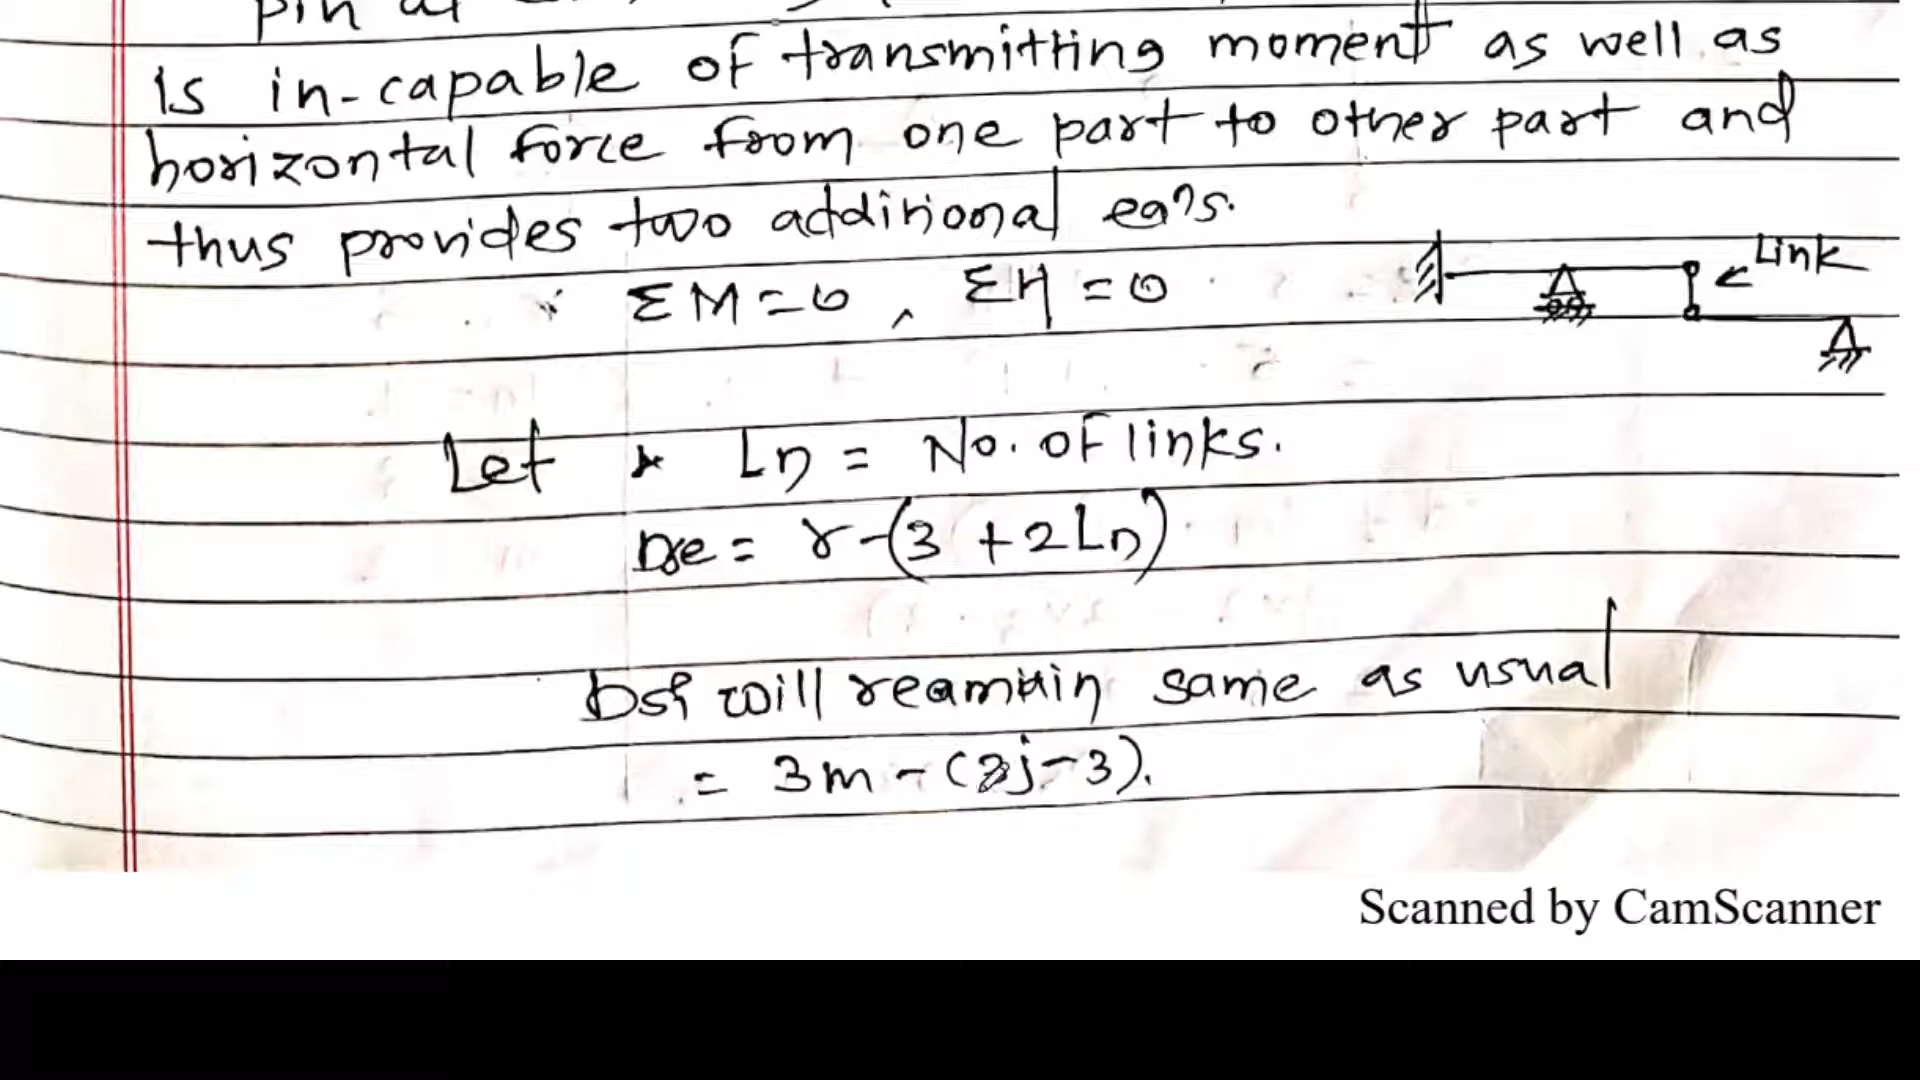 pin at
is in-capable of transmitting moment as well as
horizontal force from one part to other part and
thus provides two additional eqns.
ΣM=0, ΣH=0
Link
Let Ln = No. of links.
Dse = r-(3+2Ln)
Dsi will reamain same as usual
= 3m-(3j-3).
Scanned by CamScanner